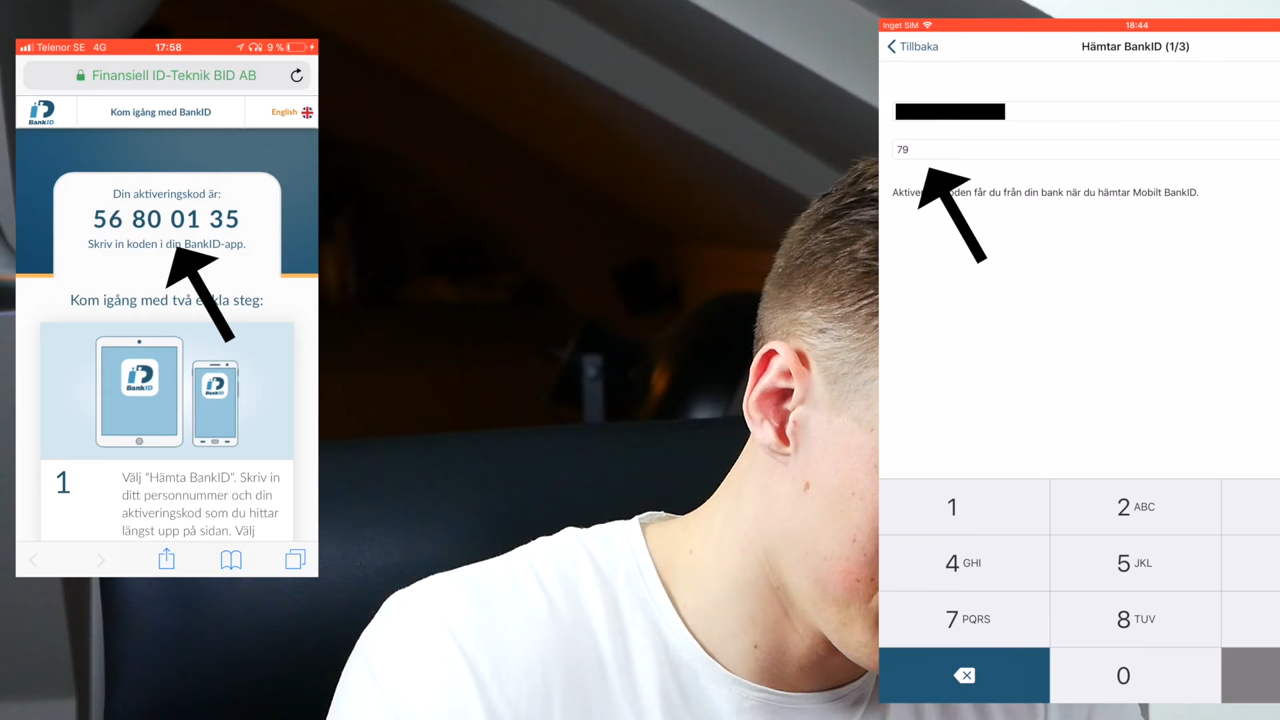 Telenor SE 4G 17:58 9 %
Finansiell ID-Teknik BID AB
BankID
Kom igång med BankID
English
Din aktiveringskod är:
56 80 01 35
Skriv in koden i din BankID-app.
Kom igång med två e kla steg:
BankID
BankID
1
Välj "Hämta BankID". Skriv in
ditt personnummer och din
aktiveringskod som du hittar
längst upp på sidan. Välj
Inget SIM 18:44
Tillbaka
Hämtar BankID (1/3)
79
Aktive oden får du från din bank när du hämtar Mobilt BankID.
1
2 ABC
4 GHI
5 JKL
7 PQRS
8 TUV
0